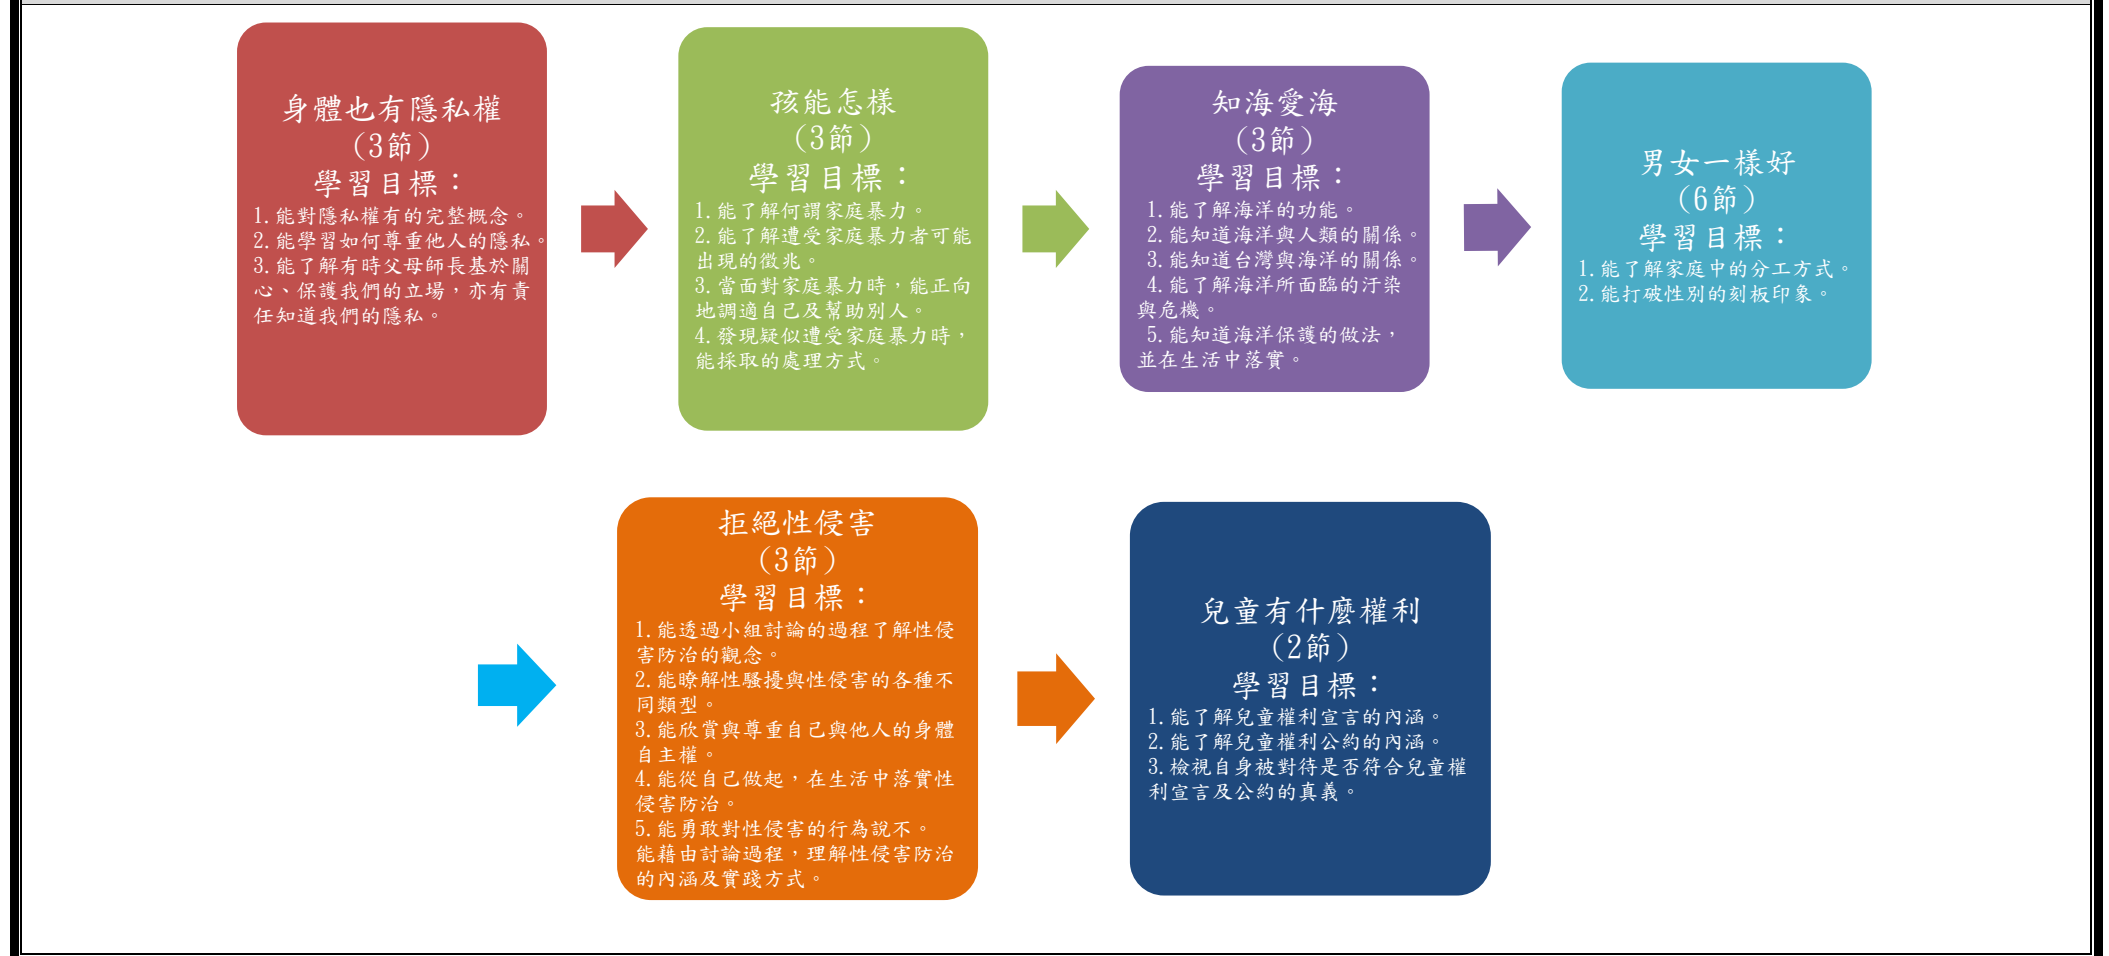 身體也有隱私權
(3節)
學習目標：
1.能對隱私權有的完整概念。
2.能學習如何尊重他人的隱私。
3.能了解有時父母師長基於關
心、保護我們的立場，亦有責
任知道我們的隱私。
孩能怎樣
(3節)
學習目標：
1.能了解何謂家庭暴力。
2.能了解遭受家庭暴力者可能
出現的徵兆。
3.當面對家庭暴力時，能正向
地調適自己及幫助別人。
4.發現疑似遭受家庭暴力時，
能採取的處理方式。
知海愛海
(3節)
學習目標：
1.能了解海洋的功能。
2.能知道海洋與人類的關係。
3.能知道台灣與海洋的關係。
4.能了解海洋所面臨的汙染
與危機。
5.能知道海洋保護的做法，
並在生活中落實。
男女一樣好
(6節)
學習目標：
1.能了解家庭中的分工方式。
2.能打破性別的刻板印象。
拒絕性侵害
(3節)
學習目標：
1.能透過小組討論的過程了解性侵
害防治的觀念。
2.能瞭解性騷擾與性侵害的各種不
同類型。
3.能欣賞與尊重自己與他人的身體
自主權。
4.能從自己做起，在生活中落實性
侵害防治。
5.能勇敢對性侵害的行為說不。
能藉由討論過程，理解性侵害防治
的內涵及實踐方式。
兒童有什麼權利
(2節)
學習目標：
1.能了解兒童權利宣言的內涵。
2.能了解兒童權利公約的內涵。
3.檢視自身被對待是否符合兒童權
利宣言及公約的真義。